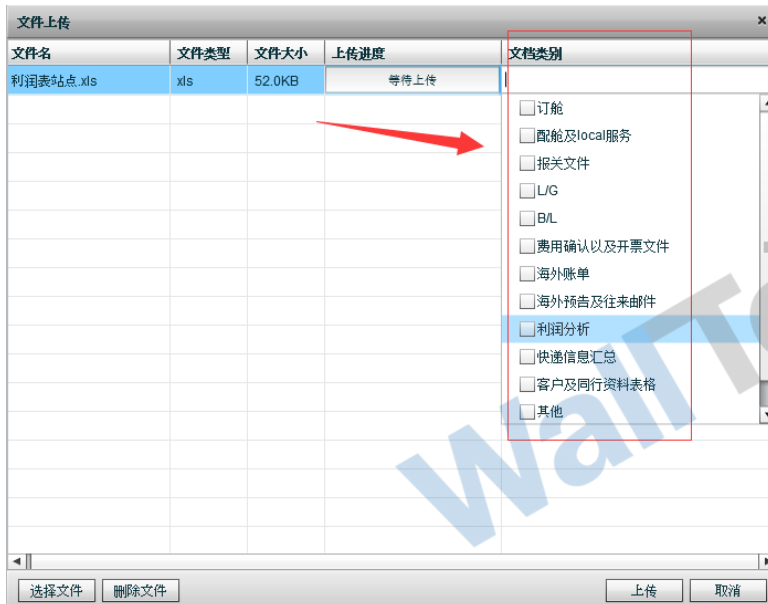 文件上传 ×
文件名 文件类型 文件大小 上传进度 文档类别
利润表站点.xls xls 52.0KB 等待上传
订舱
配舱及local服务
报关文件
L/G
B/L
费用确认以及开票文件
海外账单
海外预告及往来邮件
利润分析
快递信息汇总
客户及同行资料表格
其他
选择文件 删除文件 上传 取消